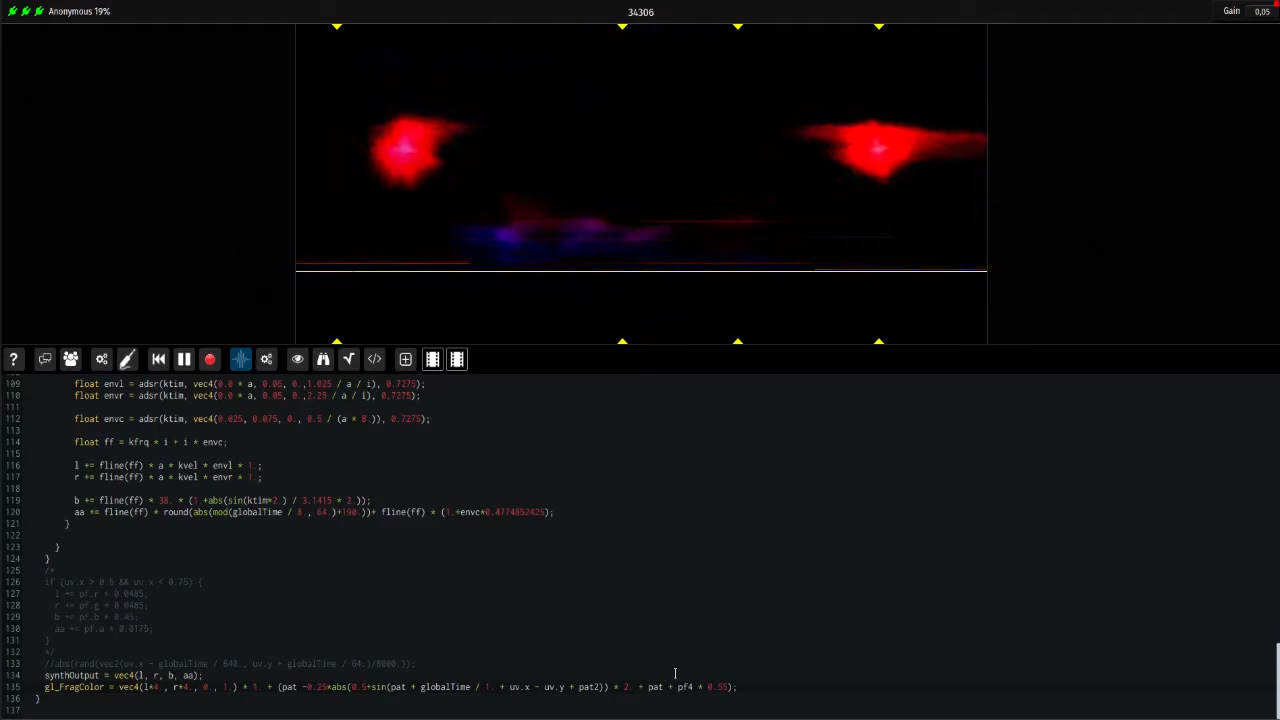 Anonymous 19%
34306
Gain 0,05
109 float envl = adsr(ktim, vec4(0.0 * a, 0.05, 0.,1.025 / a / i), 0.7275);
110 float envr = adsr(ktim, vec4(0.0 * a, 0.05, 0.,2.25 / a / i), 0.7275);
111
112 float envc = adsr(ktim, vec4(0.025, 0.075, 0., 0.5 / (a * 8.)), 0.7275);
113
114 float ff = kfrq * i + i * envc;
115
116 l += fline(ff) * a * kvel * envl * 1.;
117 r += fline(ff) * a * kvel * envr * 1.;
118
119 b += fline(ff) * 38. * (1.+abs(sin(ktim*2.) / 3.1415 * 2.));
120 aa += fline(ff) * round(abs(mod(globalTime / 8., 64.)+190.))+ fline(ff) * (1.+envc*0.4774852425);
121 }
122
123 }
124 }
125 /*
126 if (uv.x > 0.5 && uv.x < 0.75) {
127 l += pf.r * 0.0485;
128 r += pf.g * 0.0485;
129 b += pf.b * 0.45;
130 aa += pf.a * 0.0175;
131 }
132 */
133 //abs(rand(vec2(uv.x - globalTime / 640., uv.y + globalTime / 64.)/8000.));
134 synthOutput = vec4(l, r, b, aa);
135 gl_FragColor = vec4(l*4., r*4., 0., 1.) * 1. + (pat -0.25*abs(0.5+sin(pat + globalTime / 1. + uv.x - uv.y + pat2)) * 2. + pat + pf4 * 0.55);
136 }
137